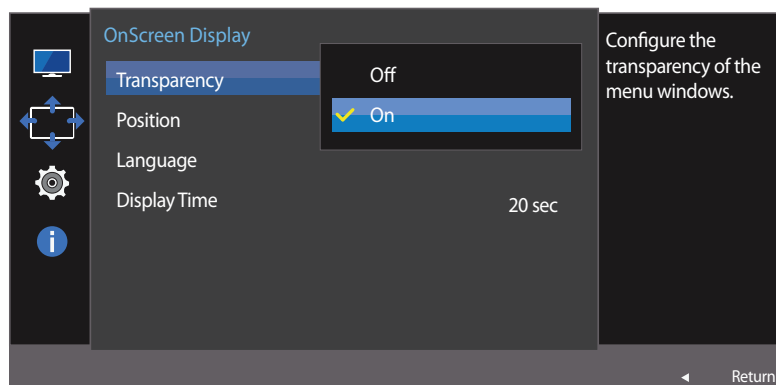 OnScreen Display
Transparency
Off
On
Position
Language
Display Time
20 sec
Configure the
transparency of the
menu windows.
Return